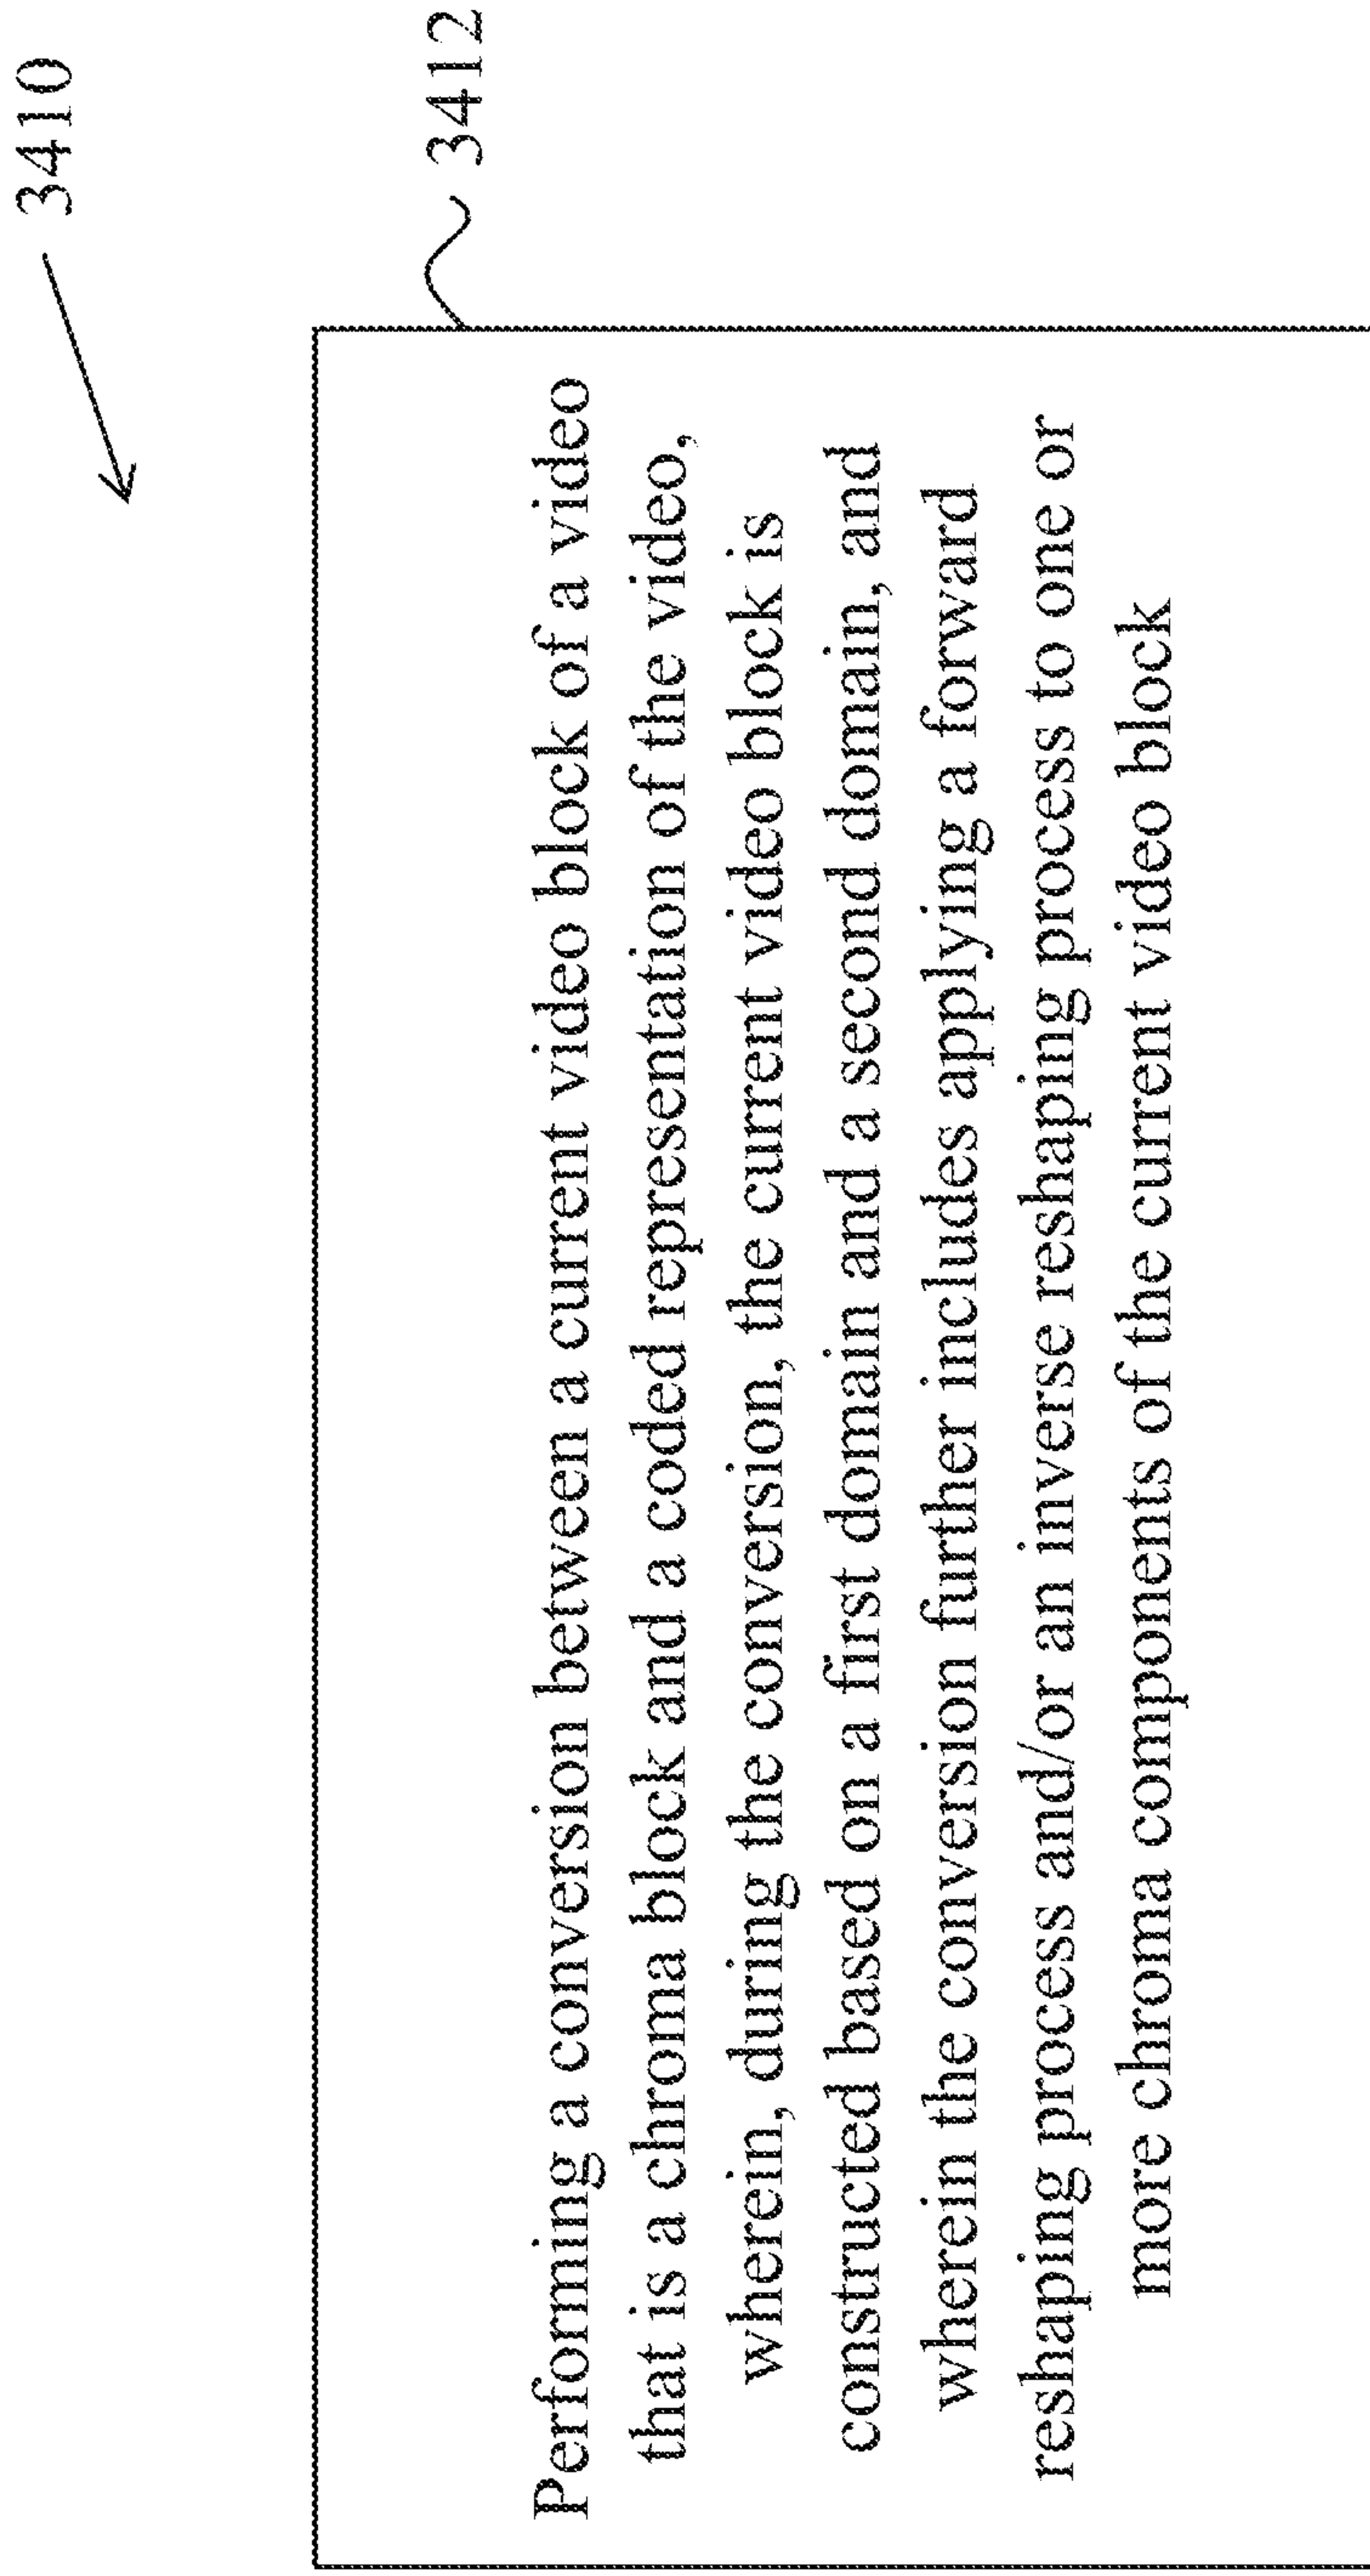 3410
3412
Performing a conversion between a current video block of a video
that is a chroma block and a coded representation of the video,
wherein, during the conversion, the current video block is
constructed based on a first domain and a second domain, and
wherein the conversion further includes applying a forward
reshaping process and/or an inverse reshaping process to one or
more chroma components of the current video block